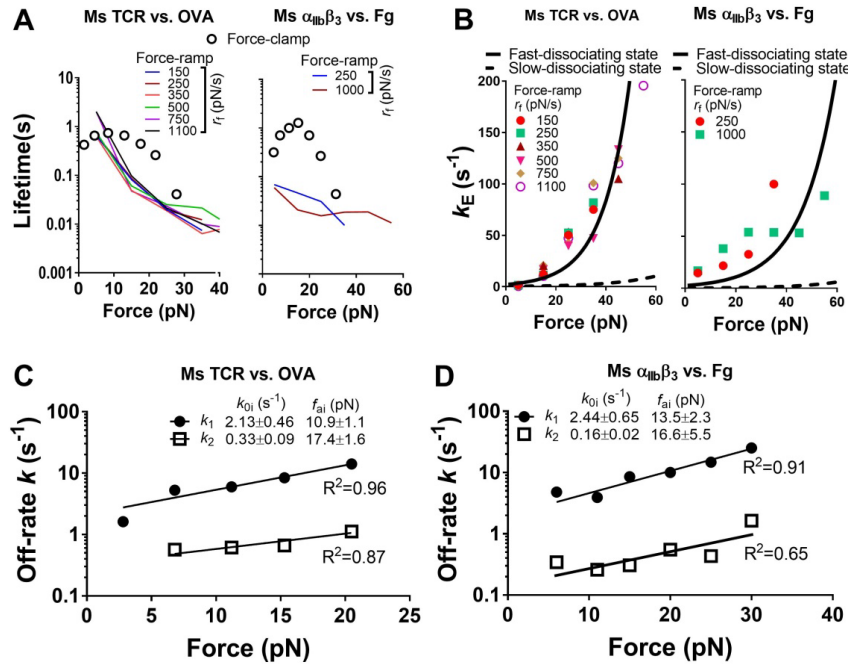 A
Ms TCR vs. OVA
Ms αIIbβ3 vs. Fg
Force-clamp
Force-ramp
150
250
350
500
750
1100
rf (pN/s)
Force-ramp
250
1000
rf (pN/s)
Lifetime(s)
10
1
0.1
0.01
0.001
0 10 20 30 40
Force (pN)
0 20 40 60
Force (pN)
B
Ms TCR vs. OVA
Ms αIIbβ3 vs. Fg
Fast-dissociating state
Slow-dissociating state
Fast-dissociating state
Slow-dissociating state
Force-ramp
rf (pN/s)
150
250
350
500
750
1100
Force-ramp
rf (pN/s)
250
1000
kE (s-1)
200
150
100
50
0
0 20 40 60
Force (pN)
0 20 40 60
Force (pN)
C
Ms TCR vs. OVA
k0i (s-1) fai (pN)
k1 2.13±0.46 10.9±1.1
k2 0.33±0.09 17.4±1.6
Off-rate k (s-1)
100
10
1
0.1
R2=0.96
R2=0.87
0 5 10 15 20 25
Force (pN)
D
Ms αIIbβ3 vs. Fg
k0i (s-1) fai (pN)
k1 2.44±0.65 13.5±2.3
k2 0.16±0.02 16.6±5.5
Off-rate k (s-1)
100
10
1
0.1
R2=0.91
R2=0.65
0 10 20 30 40
Force (pN)